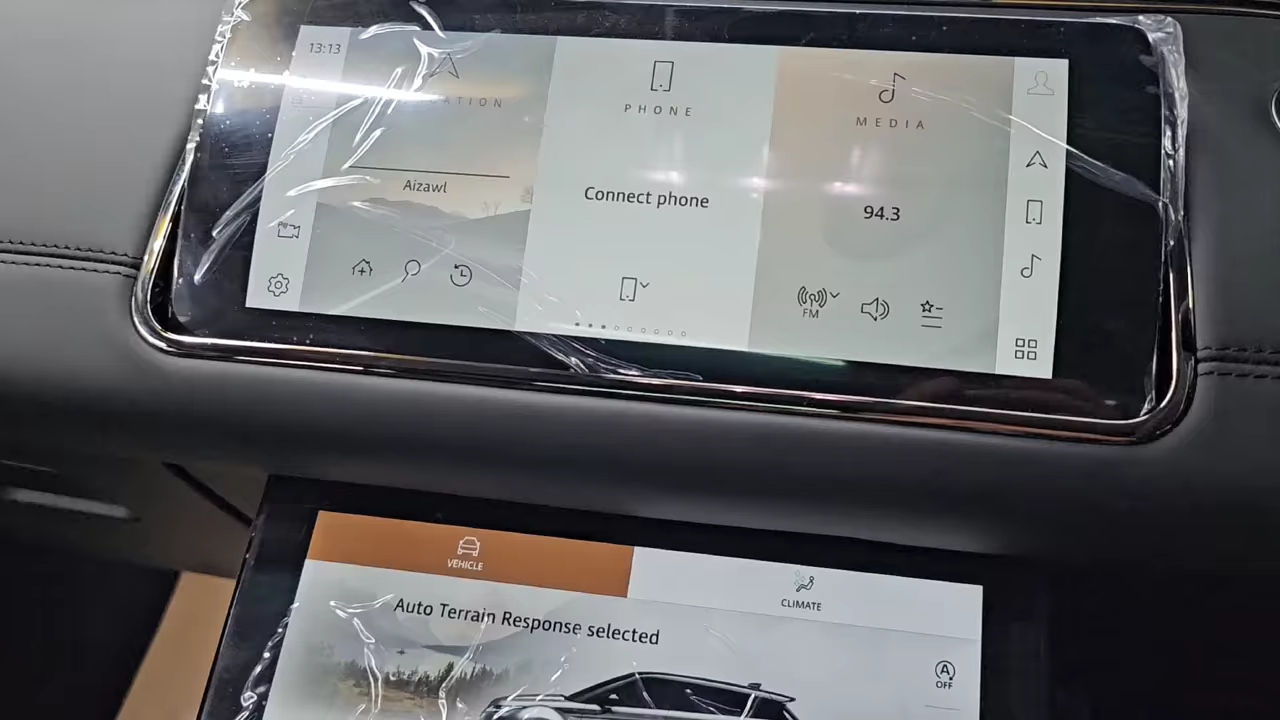 13:13
PHONE
MEDIA
Aizawl
Connect phone
94.3
FM
VEHICLE
CLIMATE
Auto Terrain Response selected
A
OFF